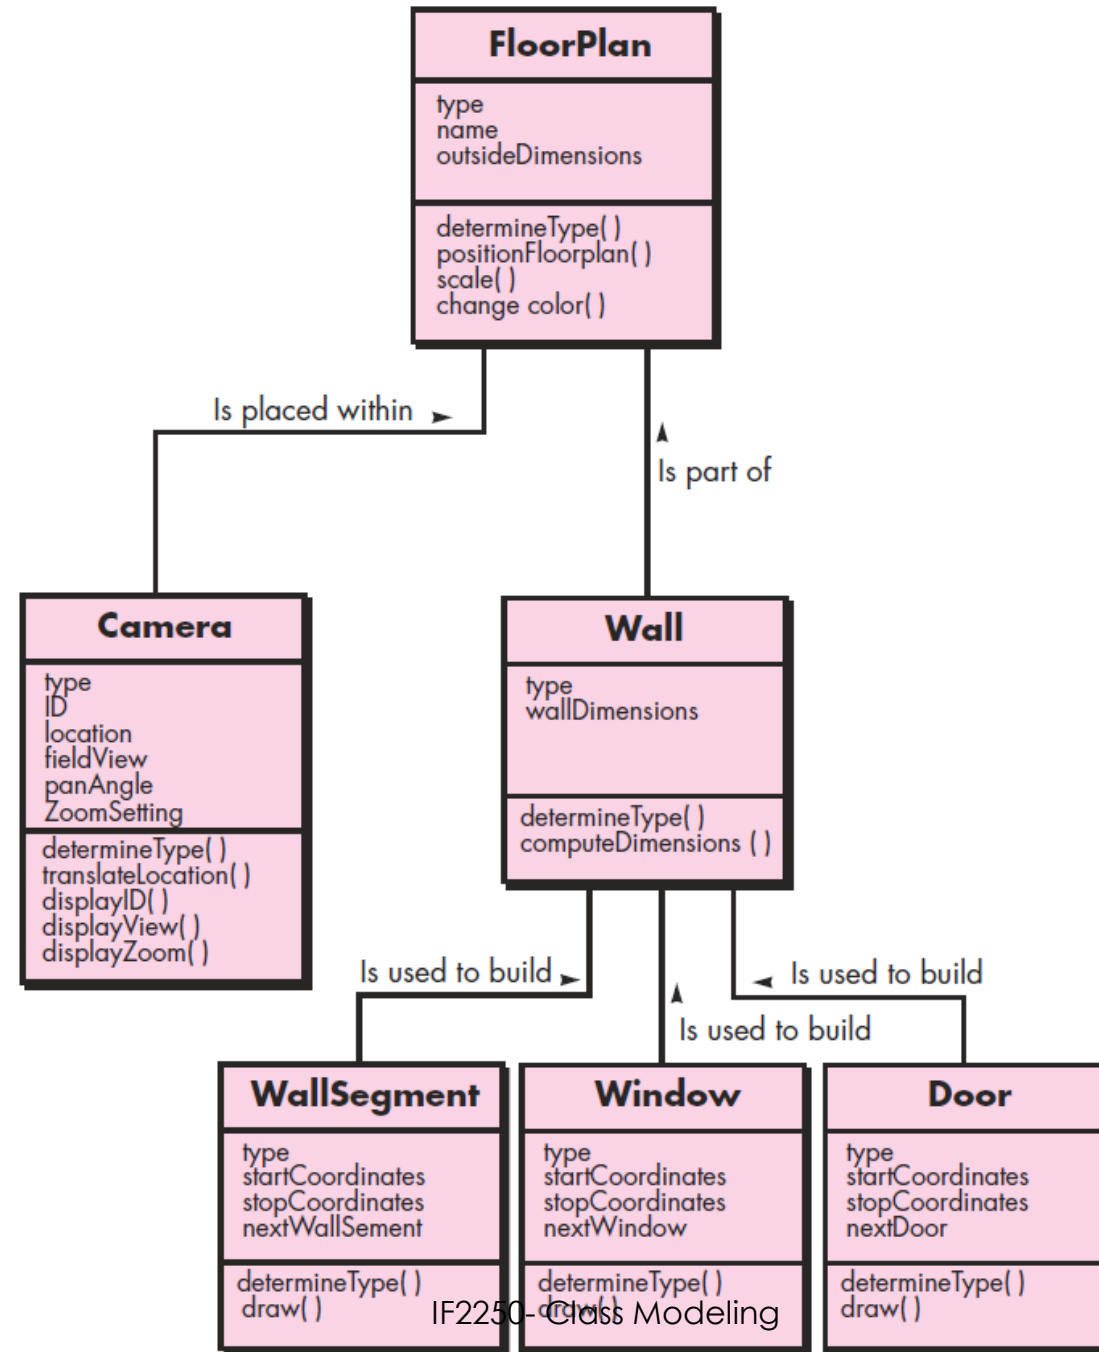 FloorPlan
type
name
outsideDimensions
determineType( )
positionFloorplan( )
scale( )
change color( )
Is placed within
Is part of
Camera
type
ID
location
fieldView
panAngle
ZoomSetting
determineType( )
translateLocation( )
displayID( )
displayView( )
displayZoom( )
Wall
type
wallDimensions
determineType( )
computeDimensions ( )
Is used to build
Is used to build
Is used to build
WallSegment
type
startCoordinates
stopCoordinates
nextWallSement
determineType( )
draw( )
Window
type
startCoordinates
stopCoordinates
nextWindow
determineType( )
draw( )
Door
type
startCoordinates
stopCoordinates
nextDoor
determineType( )
draw( )
IF2250- Class Modeling